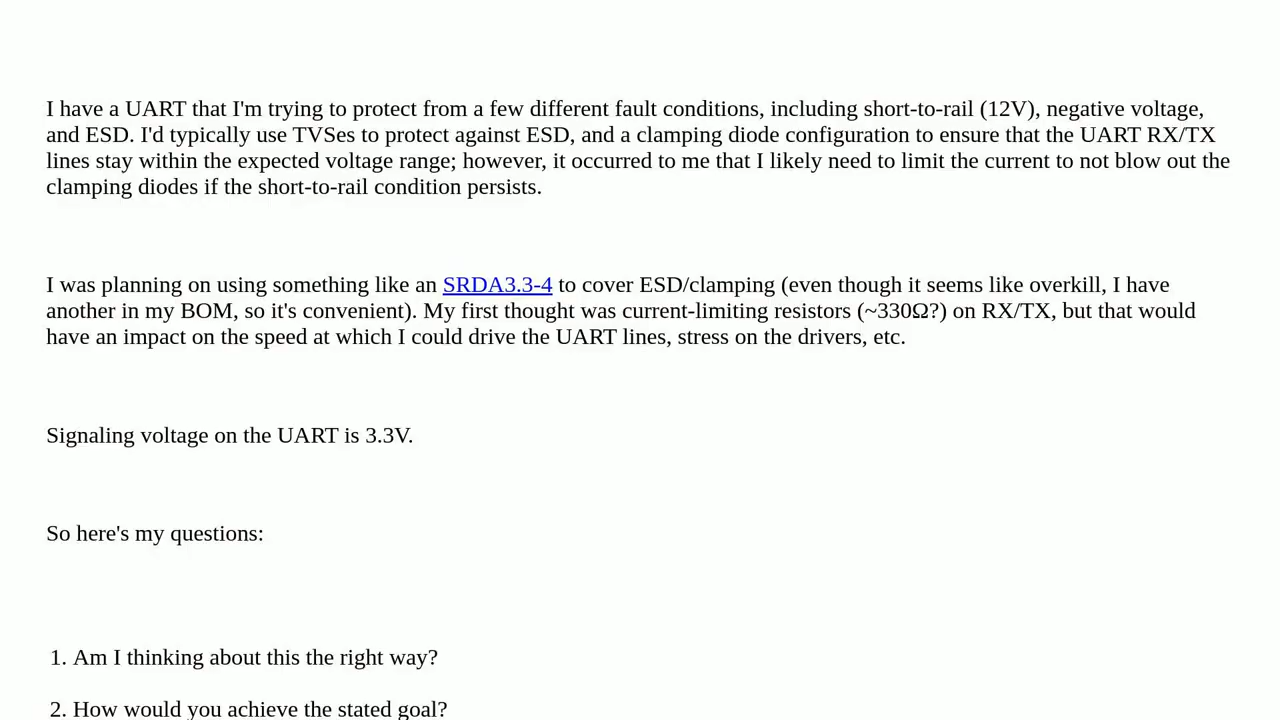 I have a UART that I'm trying to protect from a few different fault conditions, including short-to-rail (12V), negative voltage,
and ESD. I'd typically use TVSes to protect against ESD, and a clamping diode configuration to ensure that the UART RX/TX
lines stay within the expected voltage range; however, it occurred to me that I likely need to limit the current to not blow out the
clamping diodes if the short-to-rail condition persists.
I was planning on using something like an SRDA3.3-4 to cover ESD/clamping (even though it seems like overkill, I have
another in my BOM, so it's convenient). My first thought was current-limiting resistors (~330Ω?) on RX/TX, but that would
have an impact on the speed at which I could drive the UART lines, stress on the drivers, etc.
Signaling voltage on the UART is 3.3V.
So here's my questions:
1. Am I thinking about this the right way?
2. How would you achieve the stated goal?